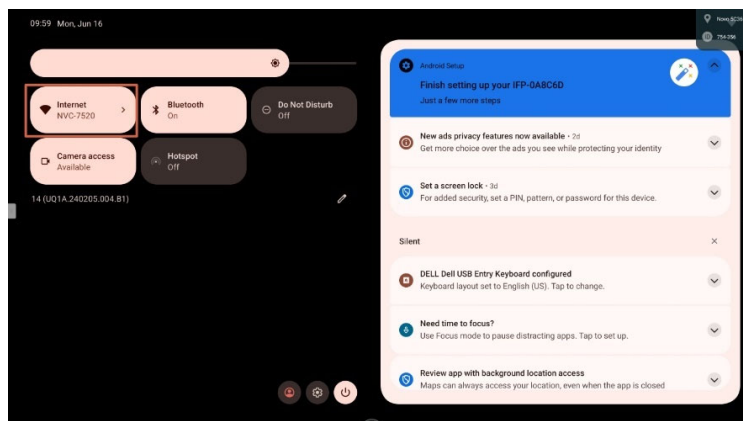 09:59 Mon, Jun 16
Internet
NVC-7520
Bluetooth
On
Do Not Disturb
Off
Camera access
Available
Hotspot
Off
14 (UQ1A.240205.004.B1)
Android Setup
Finish setting up your IFP-0A8C6D
Just a few more steps
New ads privacy features now available • 2d
Get more choice over the ads you see while protecting your identity
Set a screen lock • 3d
For added security, set a PIN, pattern, or password for this device.
Silent
DELL Dell USB Entry Keyboard configured
Keyboard layout set to English (US). Tap to change.
Need time to focus?
Use Focus mode to pause distracting apps. Tap to set up.
Review app with background location access
Maps can always access your location, even when the app is closed